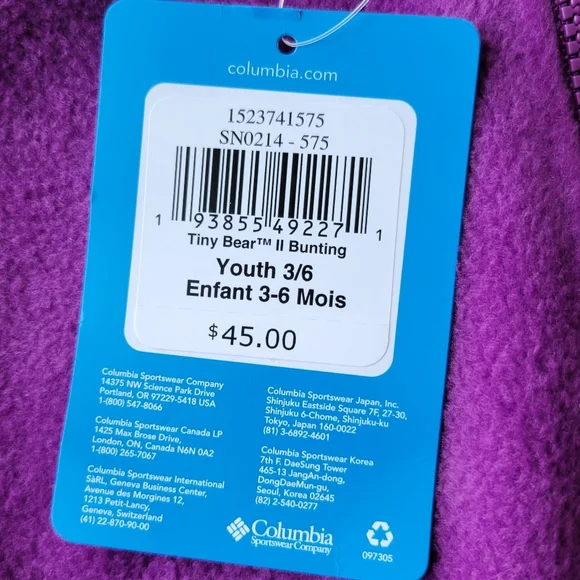 columbia.com
1523741575
SN0214 - 575
1 93855 49227 1
Tiny Bear™ II Bunting
Youth 3/6
Enfant 3-6 Mois
$45.00
Columbia Sportswear Company
14375 NW Science Park Drive
Portland, OR 97229-5418 USA
1-(800) 547-8066
Columbia Sportswear Canada LP
1425 Max Brose Drive,
London, ON, Canada N6N 0A2
1-(800) 265-7067
Columbia Sportswear International
SàRL, Geneva Business Center,
Avenue des Morgines 12,
1213 Petit-Lancy,
Geneva, Switzerland
(41) 22-870-90-00
Columbia Sportswear Japan, Inc.
Shinjuku Eastside Square 7F, 27-30,
Shinjuku 6-Chome, Shinjuku-ku
Tokyo, Japan 160-0022
(81) 3-6892-4601
Columbia Sportswear Korea
7th F. DaeSung Tower
465-13 JangAn-dong,
DongDaeMun-gu,
Seoul, Korea 02645
(82) 2-540-0277
Columbia
Sportswear Company
097305